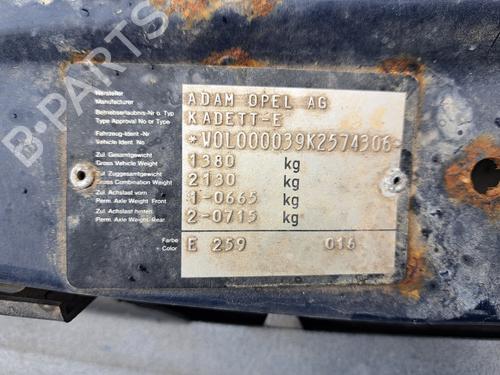 Hersteller
Manufacturer ADAM OPEL AG
Betriebserlaubnis-Nr o. Typ
Type Approval No or Type KADETT-E
Fahrzeug-Ident.-Nr
Vehicle Ident No *W0L000039K2574306*
Zul. Gesamtgewicht
Gross Vehicle Weight 1380 kg
Zul. Zuggesamtgewicht
Gross Combination Weight 2130 kg
Zul. Achslast vorn
Perm. Axle Weight Front 1-0665 kg
Zul. Achslast hinten
Perm. Axle Weight Rear 2-0715 kg
Farbe
Color E 259 016